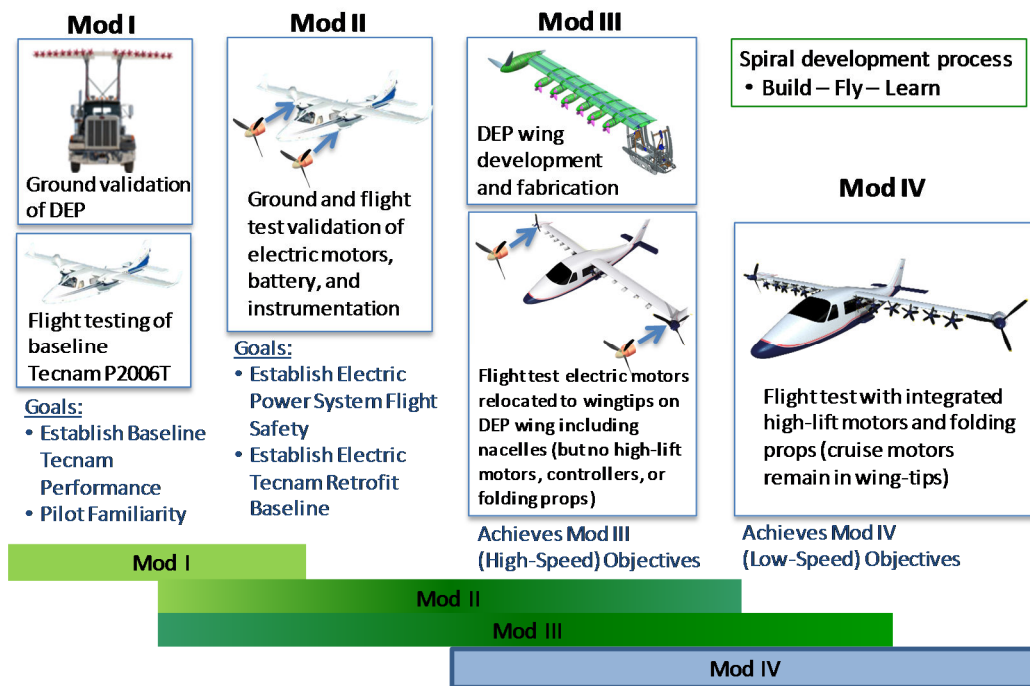 Mod I
Ground validation
of DEP
Flight testing of
baseline
Tecnam P2006T
Goals:
• Establish Baseline
Tecnam
Performance
• Pilot Familiarity
Mod II
Ground and flight
test validation of
electric motors,
battery, and
instrumentation
Goals:
• Establish Electric
Power System Flight
Safety
• Establish Electric
Tecnam Retrofit
Baseline
Mod III
DEP wing
development
and fabrication
Flight test electric motors
relocated to wingtips on
DEP wing including
nacelles (but no high-lift
motors, controllers, or
folding props)
Achieves Mod III
(High-Speed) Objectives
Spiral development process
• Build – Fly – Learn
Mod IV
Flight test with integrated
high-lift motors and folding
props (cruise motors
remain in wing-tips)
Achieves Mod IV
(Low-Speed) Objectives
Mod I
Mod II
Mod III
Mod IV